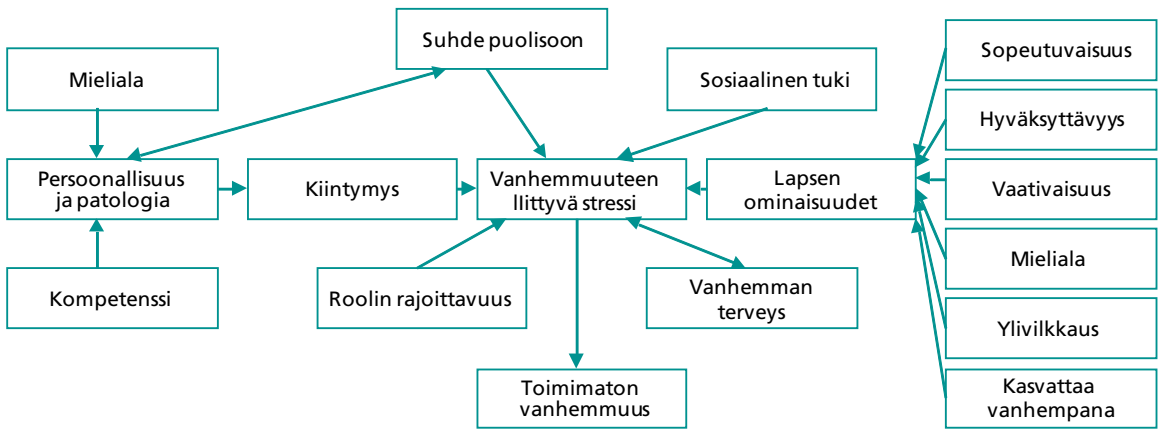 Suhde puolisoon
Mieliala
Sosiaalinen tuki
Sopeutuvaisuus
Hyväksyttävyys
Persoonallisuus
ja patologia
Kiintymys
Vanhemmuuteen
llittyvä stressi
Lapsen
ominaisuudet
Vaativaisuus
Mieliala
Kompetenssi
Roolin rajoittavuus
Vanhemman
terveys
Ylivilkkaus
Toimimaton
vanhemmuus
Kasvattaa
vanhempana